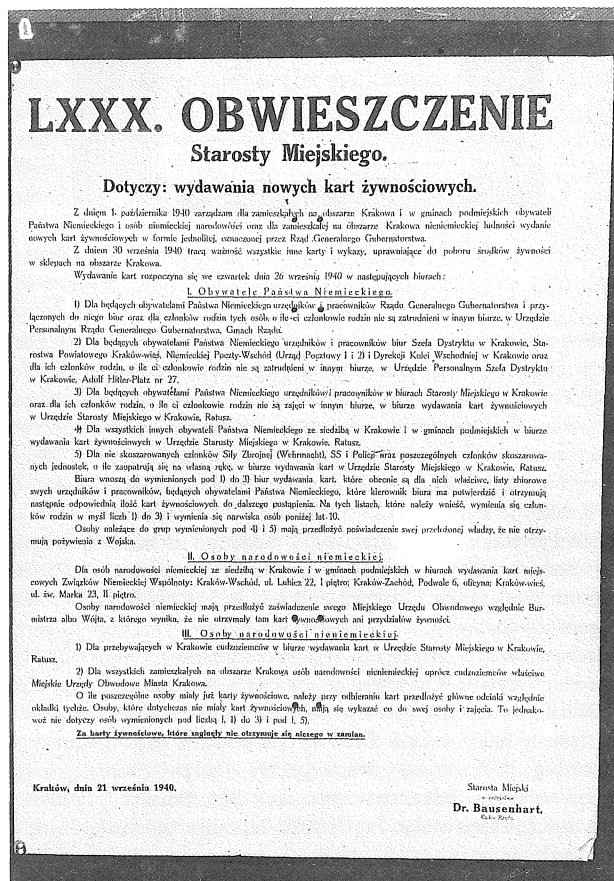 LXXX. OBWIESZCZENIE
Starosty Miejskiego.
Dotyczy: wydawania nowych kart żywnościowych.
Z dniem 1. października 1940 zarządzam dla zamieszkałych na obszarze Krakowa i w gminach podmiejskich obywateli
Państwa Niemieckiego i osób niemieckiej narodowości oraz dla zamieszkałej na obszarze Krakowa nieniemieckiej ludności wydanie
nowych kart żywnościowych w formie jednolitej, oznaczonej przez Rząd Generalnego Gubernatorstwa.
Z dniem 30 września 1940 tracą ważność wszystkie inne karty i wykazy, uprawniające do poboru środków żywności
w sklepach na obszarze Krakowa.
Wydawanie kart rozpoczyna się we czwartek dnia 26 września 1940 w następujących biurach:
I. Obywatele Państwa Niemieckiego.
1) Dla będących obywatelami Państwa Niemieckiego urzędników i pracowników Rządu Generalnego Gubernatorstwa i przy-
łączonych do niego biur oraz dla członków rodzin tych osób, o ile ci członkowie rodzin nie są zatrudnieni w innym biurze, w Urzędzie
Personalnym Rządu Generalnego Gubernatorstwa, Gmach Rządu.
2) Dla będących obywatelami Państwa Niemieckiego urzędników i pracowników biur Szefa Dystryktu w Krakowie, Sta-
rostwa Powiatowego Kraków-wieś, Niemieckiej Poczty-Wschód (Urząd Pocztowy 1 i 2) i Dyrekcji Kolei Wschodniej w Krakowie oraz
dla ich członków rodzin, o ile ci członkowie rodzin nie są zatrudnieni w innym biurze, w Urzędzie Personalnym Szefa Dystryktu
w Krakowie, Adolf Hitler-Platz nr 27.
3) Dla będących obywatelami Państwa Niemieckiego urzędników i pracowników w biurach Starosty Miejskiego w Krakowie
oraz dla ich członków rodzin, o ile ci członkowie rodzin nie są zajęci w innym biurze, w biurze wydawania kart żywnościowych
w Urzędzie Starosty Miejskiego w Krakowie, Ratusz.
4) Dla wszystkich innych obywateli Państwa Niemieckiego ze siedzibą w Krakowie i w gminach podmiejskich w biurze
wydawania kart żywnościowych w Urzędzie Starosty Miejskiego w Krakowie, Ratusz.
5) Dla nie skoszarowanych członków Siły Zbrojnej (Wehrmacht), SS i Policji oraz poszczególnych członków skoszarowa-
nych jednostek, o ile zaopatrują się na własną rękę, w biurze wydawania kart w Urzędzie Starosty Miejskiego w Krakowie, Ratusz.
Biura wnoszą do wymienionych pod 1) do 3) biur wydawania kart, które obecnie są dla nich właściwe, listy zbiorowe
swych urzędników i pracowników, będących obywatelami Państwa Niemieckiego, które kierownik biura ma potwierdzić i otrzymują
następnie odpowiednią ilość kart żywnościowych do dalszego postąpienia. Na tych listach, które należy wnieść, wymienia się człon-
ków rodzin w myśl liczb 1) do 3) i wymienia się nazwiska osób poniżej lat 10.
Osoby należące do grup wymienionych pod 4) i 5) mają przedłożyć poświadczenie swej przełożonej władzy, że nie otrzy-
mują pożywienia z Wojska.
II. Osoby narodowości niemieckiej.
Dla osób narodowości niemieckiej ze siedzibą w Krakowie i w gminach podmiejskich w biurach wydawania kart miejs-
cowych Związków Niemieckiej Wspólnoty: Kraków-Wschód, ul. Lubicz 22, I piętro; Kraków-Zachód, Podwale 6, oficyna; Kraków-wieś,
ul. św. Marka 23, II piętro.
Osoby narodowości niemieckiej mają przedłożyć zaświadczenie swego Miejskiego Urzędu Obwodowego względnie Bur-
mistrza albo Wójta, z którego wynika, że nie otrzymały tam kart żywnościowych ani przydziałów żywności.
III. Osoby narodowości nieniemieckiej
1) Dla przebywających w Krakowie cudzoziemców w biurze wydawania kart w Urzędzie Starosty Miejskiego w Krakowie,
Ratusz.
2) Dla wszystkich zamieszkałych na obszarze Krakowa osób narodowości nieniemieckiej oprócz cudzoziemców właściwe
Miejskie Urzędy Obwodowe Miasta Krakowa.
O ile poszczególne osoby miały już karty żywnościowe, należy przy odbieraniu kart przedłożyć główne odcinki względnie
okładki tychże. Osoby, które dotychczas nie miały kart żywnościowych, mają się wykazać co do swej osoby i zajęcia. To jednako-
woż nie dotyczy osób wymienionych pod liczbą I, 1) do 3) i pod I, 5).
Za karty żywnościowe, które zaginęły nie otrzymuje się niczego w zamian.
Kraków, dnia 21 września 1940.
Starosta Miejski
w zastępstwie
Dr. Bausenhart.
Radca Rządu